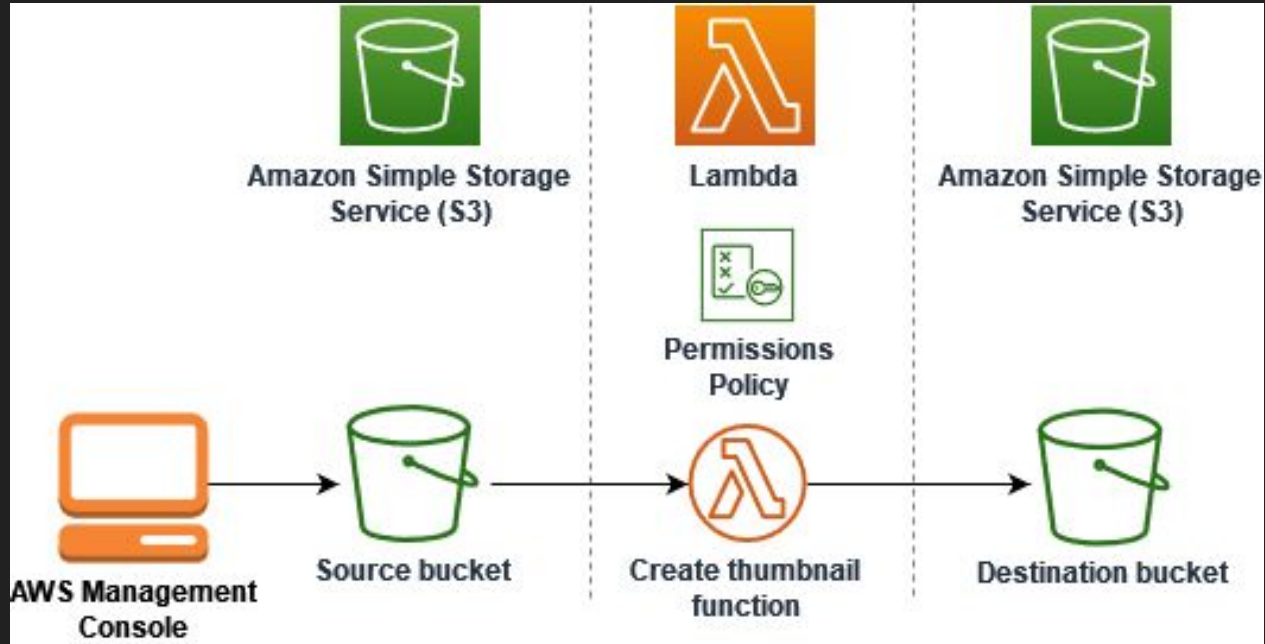 Amazon Simple Storage
Service (S3)
Lambda
Amazon Simple Storage
Service (S3)
Permissions
Policy
AWS Management
Console
Source bucket
Create thumbnail
function
Destination bucket